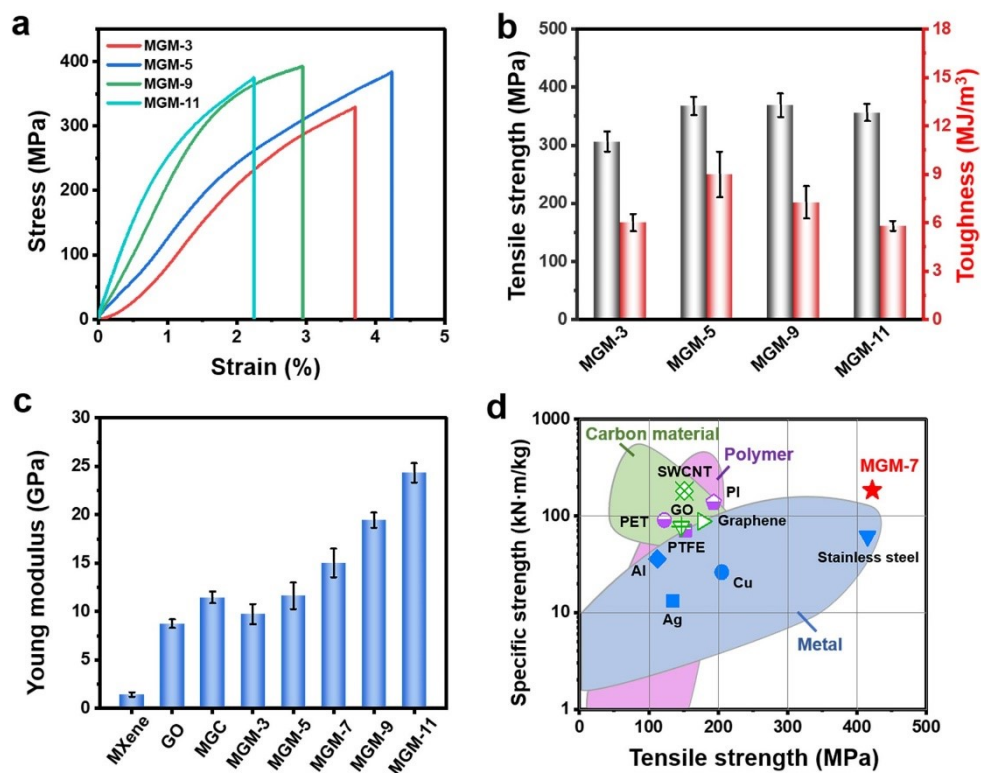 a
MGM-3
MGM-5
MGM-9
MGM-11
400
300
200
100
0
Stress (MPa)
0 1 2 3 4 5
Strain (%)
b
500
400
300
200
100
0
Tensile strength (MPa)
18
15
12
9
6
3
0
Toughness (MJ/m³)
MGM-3
MGM-5
MGM-9
MGM-11
c
30
25
20
15
10
5
0
Young modulus (GPa)
MXene
GO
MGC
MGM-3
MGM-5
MGM-7
MGM-9
MGM-11
d
1000
100
10
1
Specific strength (kN·m/kg)
Carbon material
Polymer
MGM-7
SWCNT
PI
GO
PET
Graphene
PTFE
Stainless steel
Al
Cu
Ag
Metal
100 200 300 400 500
Tensile strength (MPa)